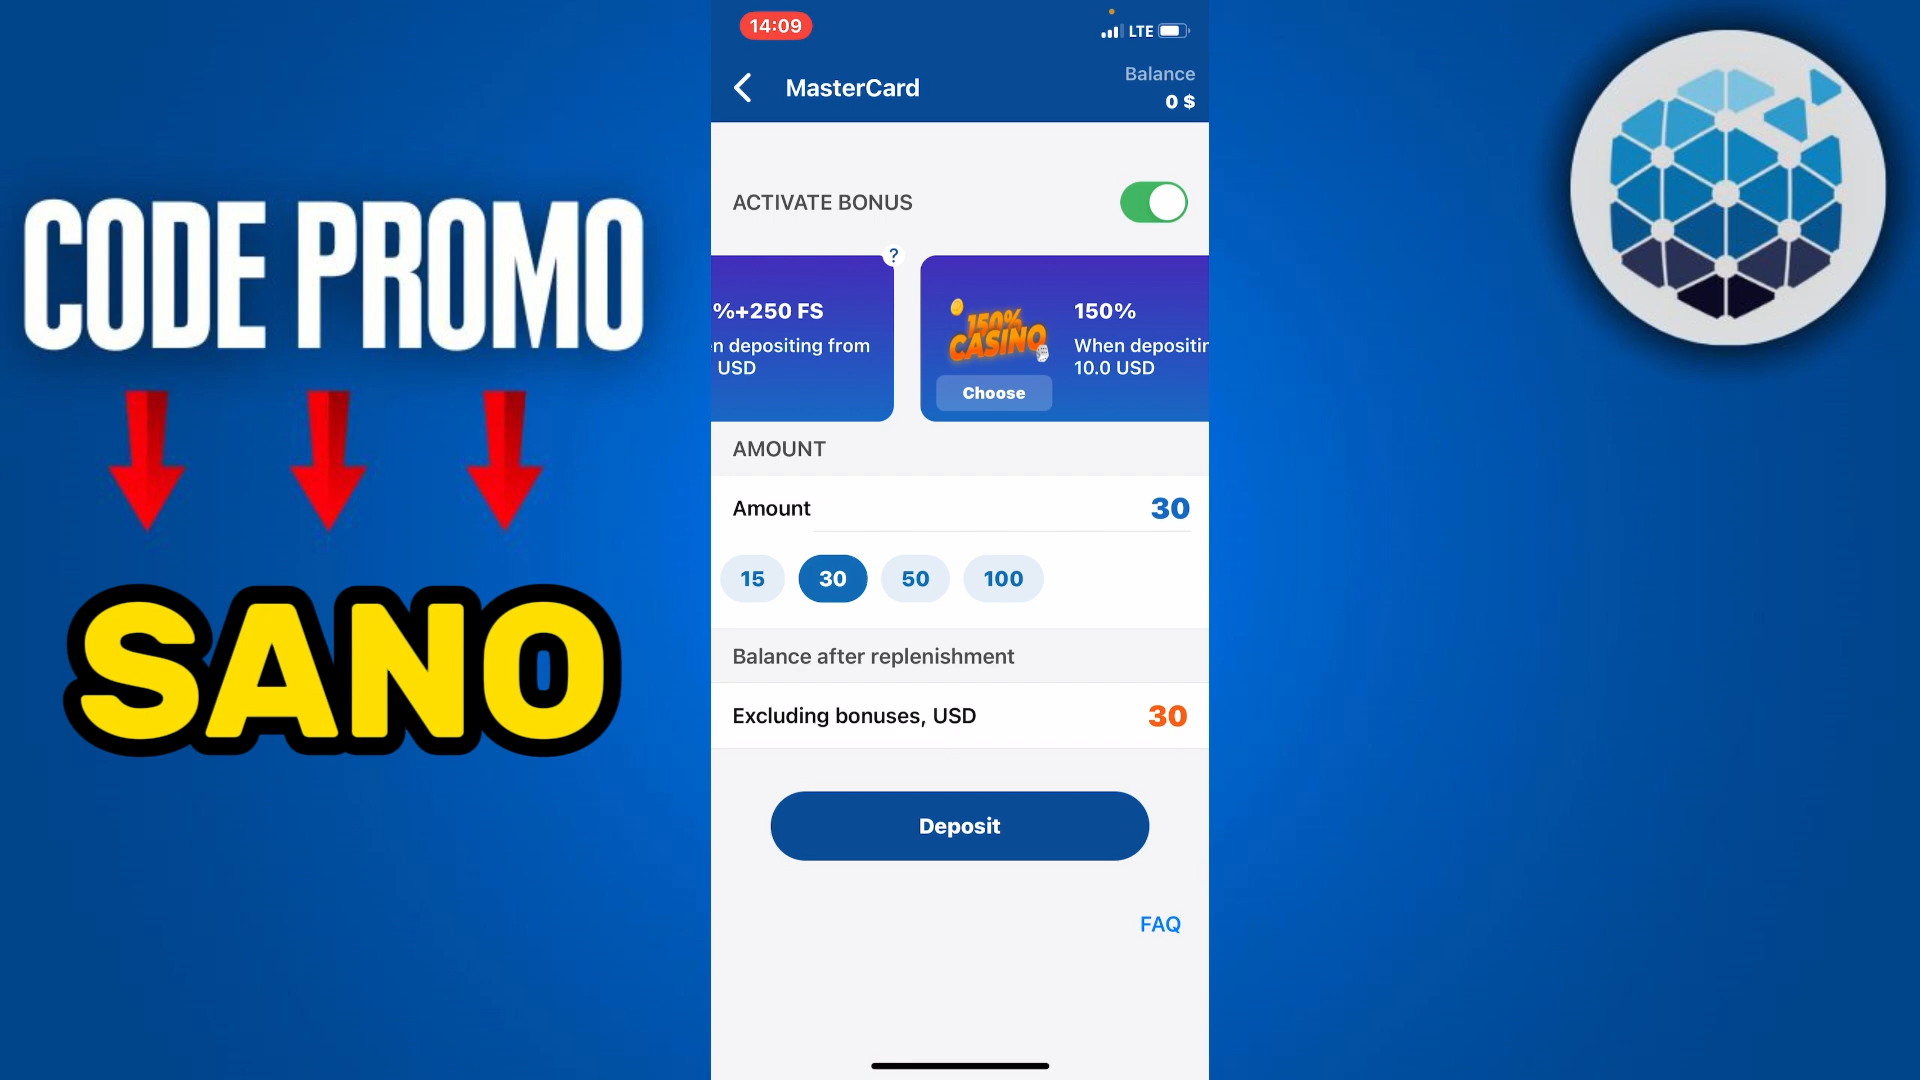 CODE PROMO
SANO
14:09
LTE
MasterCard
Balance
0 $
ACTIVATE BONUS
?
%+250 FS
n depositing from
USD
150%
CASINO
Choose
150%
When depositin
10.0 USD
AMOUNT
Amount
30
15
30
50
100
Balance after replenishment
Excluding bonuses, USD
30
Deposit
FAQ